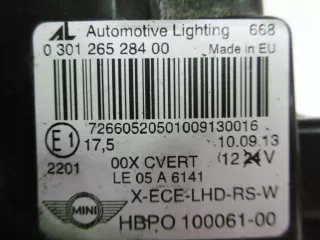 AL Automotive Lighting 668
0 301 265 284 00 Made in EU
72660520501009130016
E1 17,5 10.09.13
2201 00X CVERT (12 24 V
LE 05 A 6141
MINI X-ECE-LHD-RS-W
HBPO 100061-00